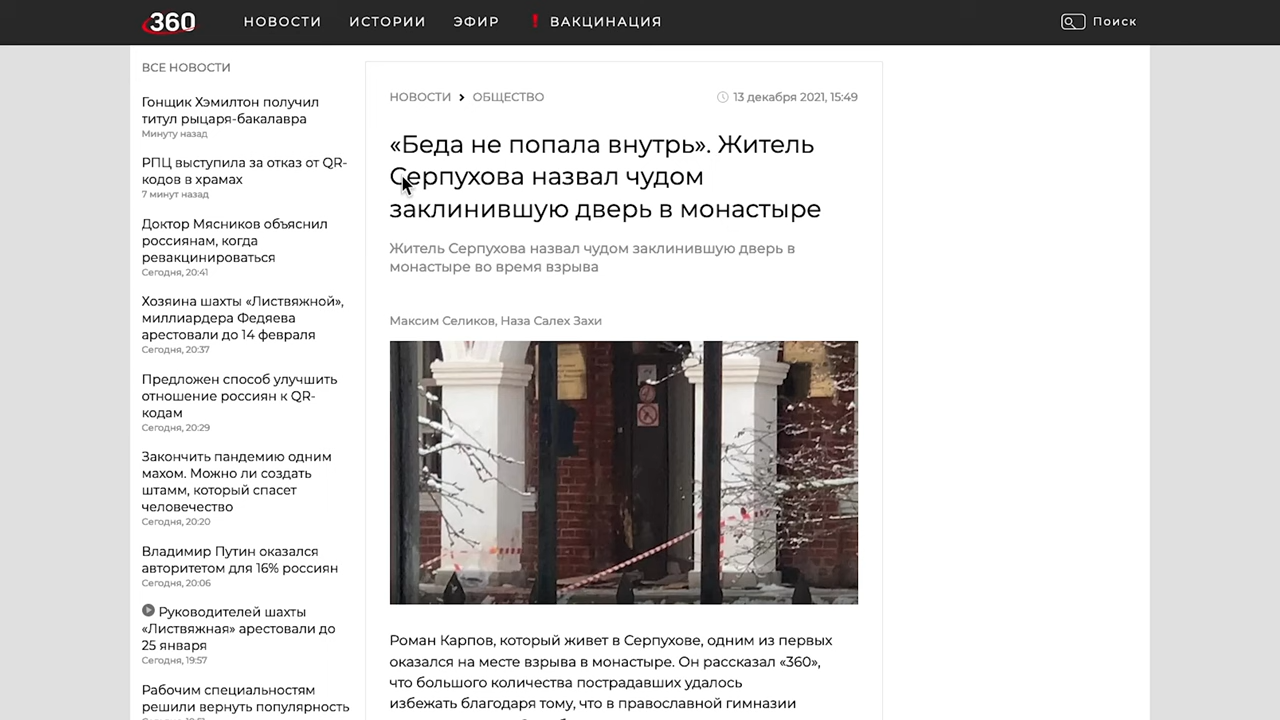 360
НОВОСТИ
ИСТОРИИ
ЭФИР
ВАКЦИНАЦИЯ
Поиск
ВСЕ НОВОСТИ
Гонщик Хэмилтон получил
титул рыцаря-бакалавра
Минуту назад
РПЦ выступила за отказ от QR-
кодов в храмах
7 минут назад
Доктор Мясников объяснил
россиянам, когда
ревакцинироваться
Сегодня, 20:41
Хозяина шахты «Листвяжной»,
миллиардера Федяева
арестовали до 14 февраля
Сегодня, 20:37
Предложен способ улучшить
отношение россиян к QR-
кодам
Сегодня, 20:29
Закончить пандемию одним
махом. Можно ли создать
штамм, который спасет
человечество
Сегодня, 20:20
Владимир Путин оказался
авторитетом для 16% россиян
Сегодня, 20:06
Руководителей шахты
«Листвяжная» арестовали до
25 января
Сегодня, 19:57
Рабочим специальностям
решили вернуть популярность
НОВОСТИ > ОБЩЕСТВО
13 декабря 2021, 15:49
«Беда не попала внутрь». Житель
Серпухова назвал чудом
заклинившую дверь в монастыре
Житель Серпухова назвал чудом заклинившую дверь в
монастыре во время взрыва
Максим Селиков, Наза Салех Захи
Роман Карпов, который живет в Серпухове, одним из первых
оказался на месте взрыва в монастыре. Он рассказал «360»,
что большого количества пострадавших удалось
избежать благодаря тому, что в православной гимназии